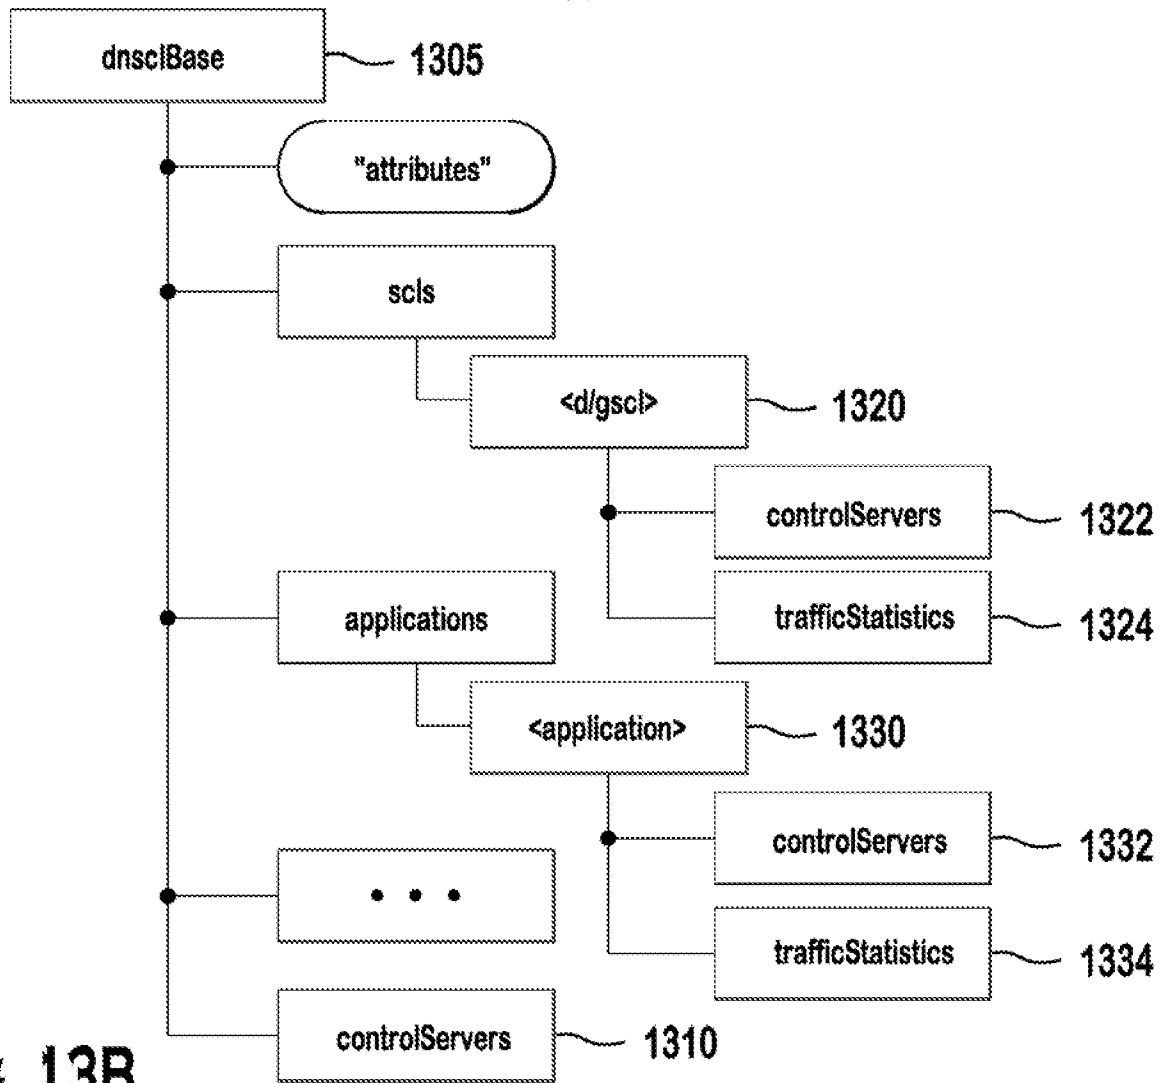 dnsclBase 1305
"attributes"
scls
<d/gscl> 1320
controlServers 1322
trafficStatistics 1324
applications
<application> 1330
controlServers 1332
trafficStatistics 1334
• • •
controlServers 1310
13B